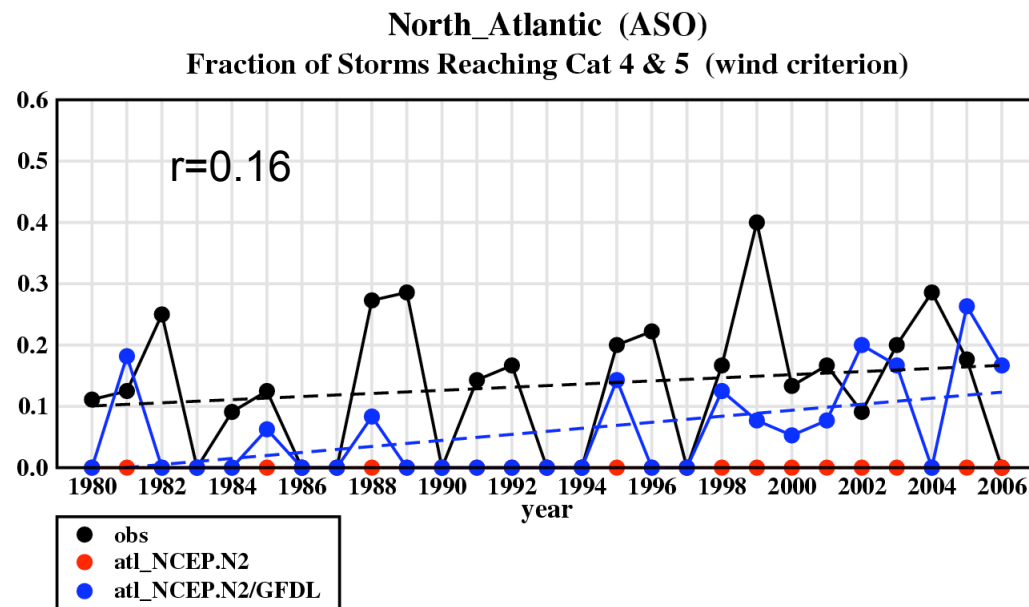 North_Atlantic (ASO)
Fraction of Storms Reaching Cat 4 & 5 (wind criterion)
0.6
r=0.16
0.5
0.4
0.3
0.2
0.1
0.0
1980 1982 1984 1986 1988 1990 1992 1994 1996 1998 2000 2002 2004 2006
year
obs
atl_NCEP.N2
atl_NCEP.N2/GFDL